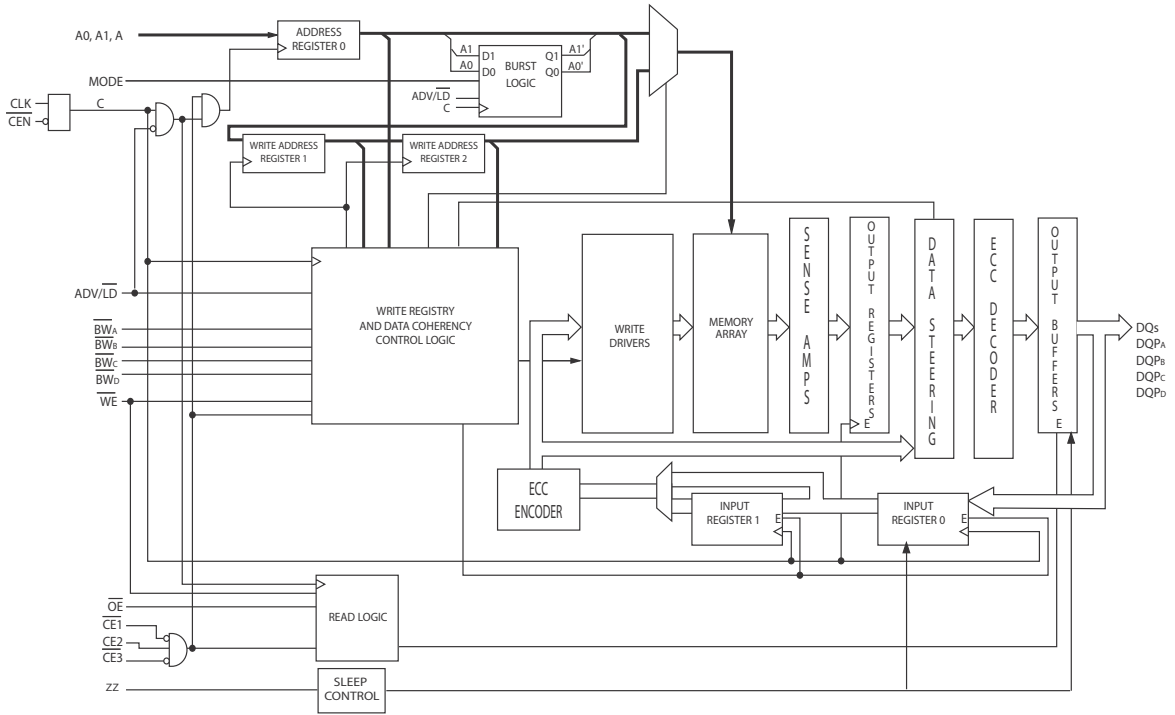 ADDRESS
REGISTER 0
A0, A1, A
A1
D1
Q1
A1'
A0
D0
Q0
A0'
BURST
LOGIC
MODE
ADV/LD
C
CLK
C
CEN
WRITE ADDRESS
REGISTER 1
WRITE ADDRESS
REGISTER 2
ADV/LD
BWA
BWB
BWC
BWD
WE
WRITE REGISTRY
AND DATA COHERENCY
CONTROL LOGIC
WRITE
DRIVERS
MEMORY
ARRAY
SENSE AMPS
OUTPUT REGISTERS
E
DATA STEERING
ECC DECODER
OUTPUT BUFFERS
E
DQs
DQPA
DQPB
DQPC
DQPD
ECC
ENCODER
INPUT
REGISTER 1
E
INPUT
REGISTER 0
E
OE
CE1
CE2
CE3
READ LOGIC
ZZ
SLEEP
CONTROL